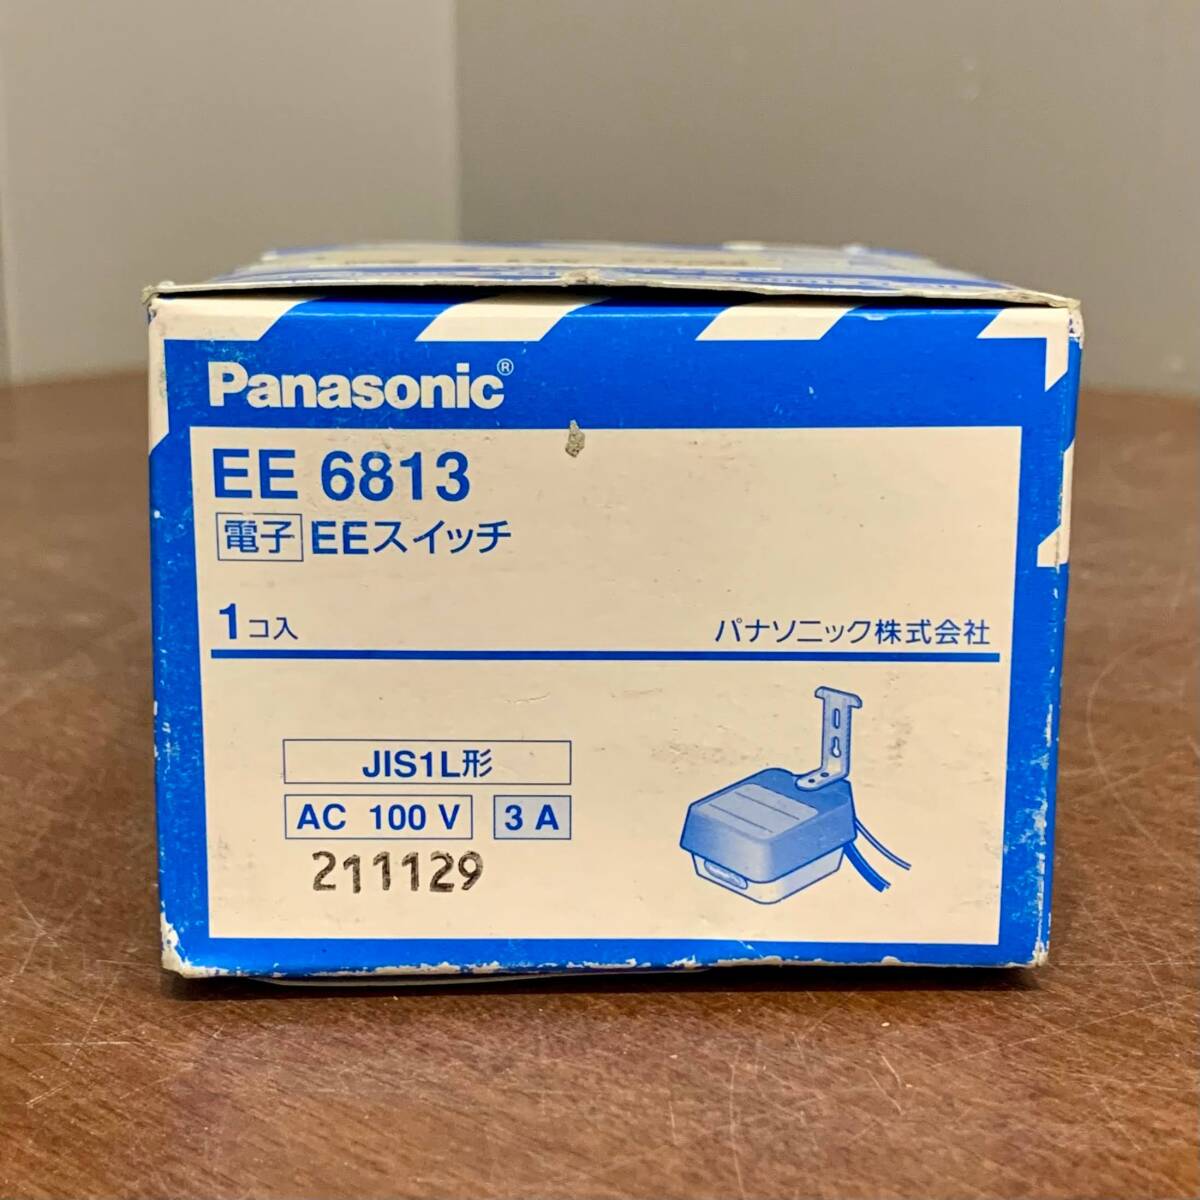 Panasonic®
EE 6813
電子 EEスイッチ
1コ入
パナソニック株式会社
JIS1L形
AC 100 V 3 A
211129